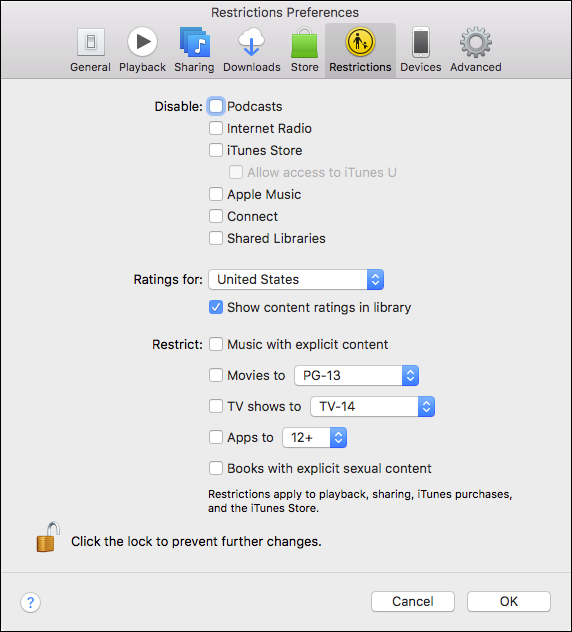 Restrictions Preferences
General Playback Sharing Downloads Store Restrictions Devices Advanced
Disable: Podcasts
Internet Radio
iTunes Store
Allow access to iTunes U
Apple Music
Connect
Shared Libraries
Ratings for: United States
Show content ratings in library
Restrict: Music with explicit content
Movies to PG-13
TV shows to TV-14
Apps to 12+
Books with explicit sexual content
Restrictions apply to playback, sharing, iTunes purchases,
and the iTunes Store.
Click the lock to prevent further changes.
? Cancel OK